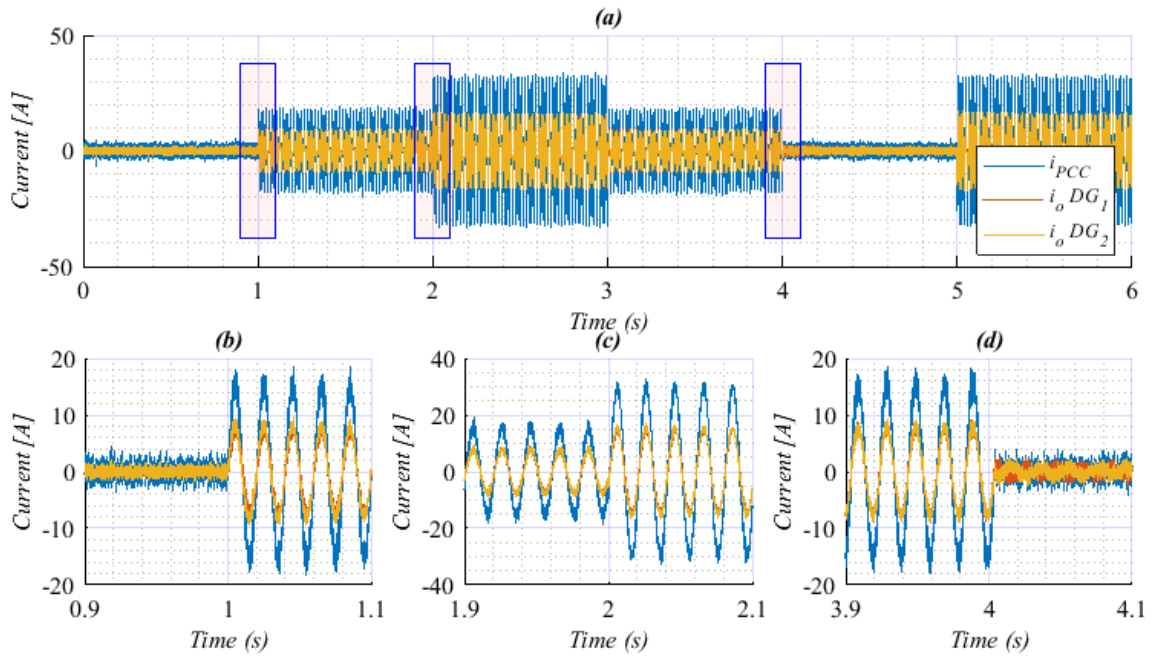 (a)
Current [A]
50
0
-50
0 1 2 3 4 5 6
Time (s)
i_PCC
i_o DG_1
i_o DG_2
(b)
Current [A]
20
10
0
-10
-20
0.9 1 1.1
Time (s)
(c)
Current [A]
40
20
0
-20
-40
1.9 2 2.1
Time (s)
(d)
Current [A]
20
10
0
-10
-20
3.9 4 4.1
Time (s)